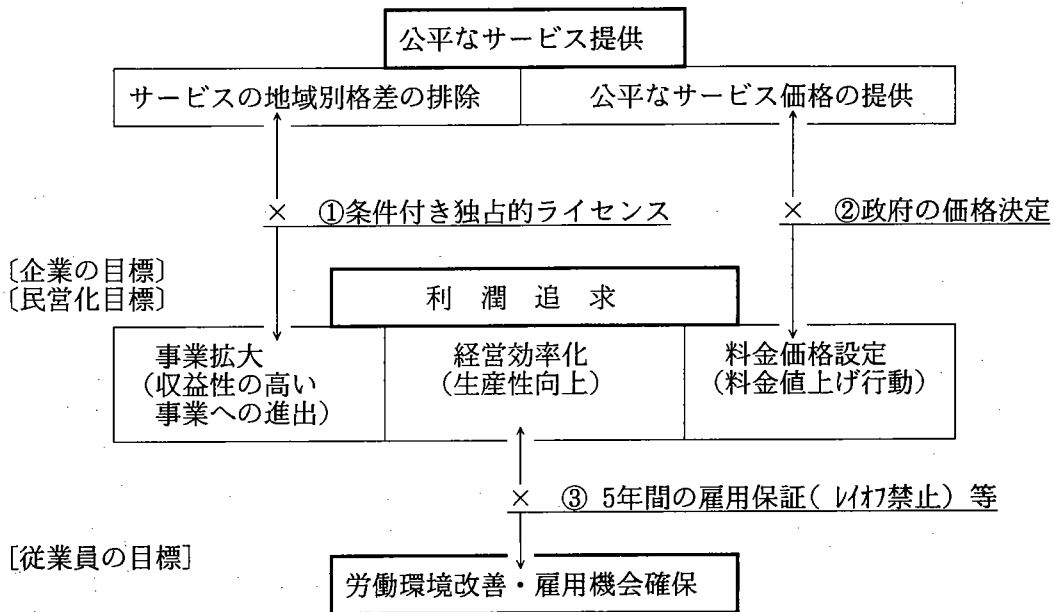 公平なサービス提供
サービスの地域別格差の排除
公平なサービス価格の提供
× ①条件付き独占的ライセンス
× ②政府の価格決定
〔企業の目標〕
〔民営化目標〕
利潤追求
事業拡大
(収益性の高い
事業への進出)
経営効率化
(生産性向上)
料金価格設定
(料金値上げ行動)
× ③ 5年間の雇用保証( ﾚｲｵﾌ禁止) 等
[従業員の目標]
労働環境改善・雇用機会確保